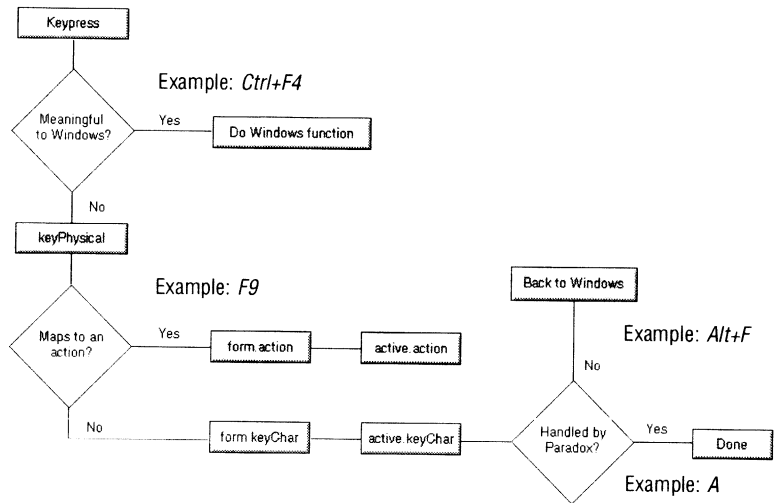 Keypress
Example: Ctrl+F4
Meaningful
to Windows?
Yes
Do Windows function
No
keyPhysical
Example: F9
Back to Windows
Maps to an
action?
Yes
form.action
active.action
Example: Alt+F
No
No
form.keyChar
active.keyChar
Handled by
Paradox?
Yes
Done
Example: A